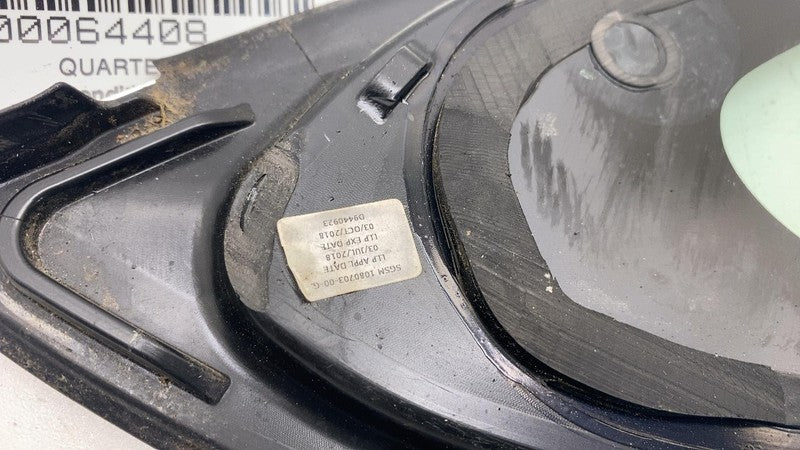 00064408
QUARTE
SGSM 1080703-00-G.
LLP APPL DATE
03/JUL/2018
LLP EXP DATE
03/OCT/2018
D9440923